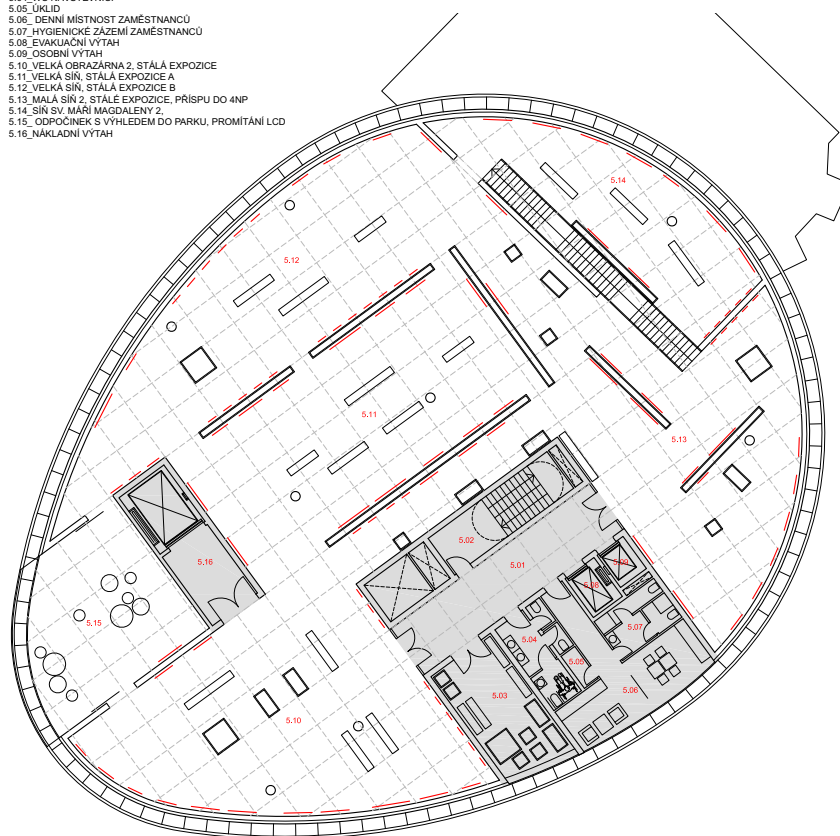 5.05_ÚKLID
5.06_ DENNÍ MÍSTNOST ZAMĚSTNANCŮ
5.07_HYGIENICKÉ ZÁZEMÍ ZAMĚSTNANCŮ
5.08_EVAKUAČNÍ VÝTAH
5.09_OSOBNÍ VÝTAH
5.10_VELKÁ OBRAZÁRNA 2, STÁLÁ EXPOZICE
5.11_VELKÁ SÍŇ, STÁLÁ EXPOZICE A
5.12_VELKÁ SÍŇ, STÁLÁ EXPOZICE B
5.13_MALÁ SÍŇ 2, STÁLÉ EXPOZICE, PŘÍSPU DO 4NP
5.14_SÍŇ SV. MÁŘÍ MAGDALENY 2,
5.15_ ODPOČINEK S VÝHLEDEM DO PARKU, PROMÍTÁNÍ LCD
5.16_NÁKLADNÍ VÝTAH
5.14
5.12
5.11
5.13
5.02
5.16
5.01
5.09
5.08
5.15
5.07
5.04
5.05
5.06
5.03
5.10